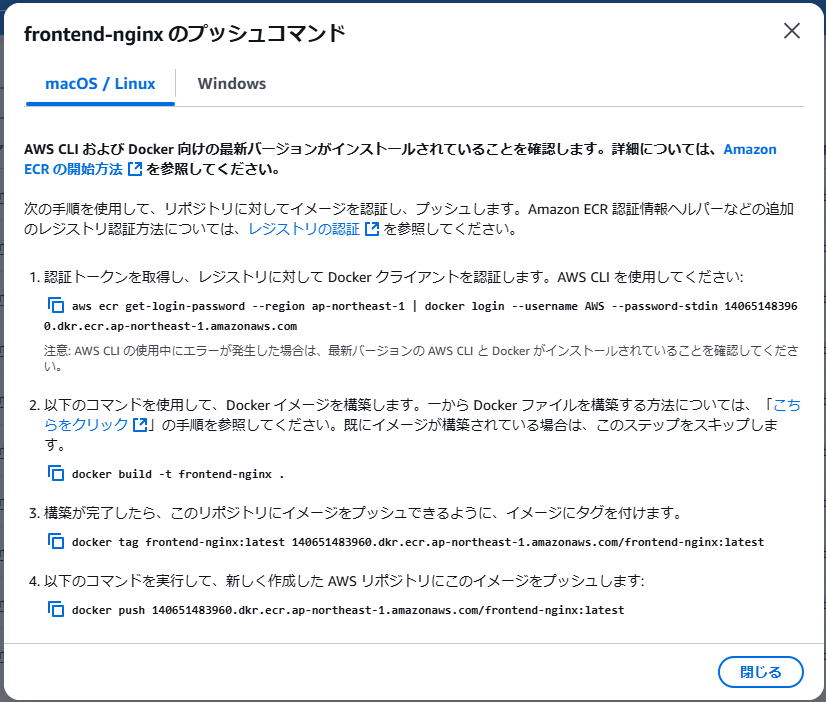 frontend-nginx のプッシュコマンド
macOS / Linux
Windows
AWS CLI および Docker 向けの最新バージョンがインストールされていることを確認します。詳細については、Amazon
ECR の開始方法 を参照してください。
次の手順を使用して、リポジトリに対してイメージを認証し、プッシュします。Amazon ECR 認証情報ヘルパーなどの追加
のレジストリ認証方法については、レジストリの認証 を参照してください。
1. 認証トークンを取得し、レジストリに対して Docker クライアントを認証します。AWS CLI を使用してください:
aws ecr get-login-password --region ap-northeast-1 | docker login --username AWS --password-stdin 14065148396
0.dkr.ecr.ap-northeast-1.amazonaws.com
注意: AWS CLI の使用中にエラーが発生した場合は、最新バージョンの AWS CLI と Docker がインストールされていることを確認してくださ
い。
2. 以下のコマンドを使用して、Docker イメージを構築します。一から Docker ファイルを構築する方法については、「こち
らをクリック 」の手順を参照してください。既にイメージが構築されている場合は、このステップをスキップしま
す。
docker build -t frontend-nginx .
3. 構築が完了したら、このリポジトリにイメージをプッシュできるように、イメージにタグを付けます。
docker tag frontend-nginx:latest 140651483960.dkr.ecr.ap-northeast-1.amazonaws.com/frontend-nginx:latest
4. 以下のコマンドを実行して、新しく作成した AWS リポジトリにこのイメージをプッシュします:
docker push 140651483960.dkr.ecr.ap-northeast-1.amazonaws.com/frontend-nginx:latest
閉じる